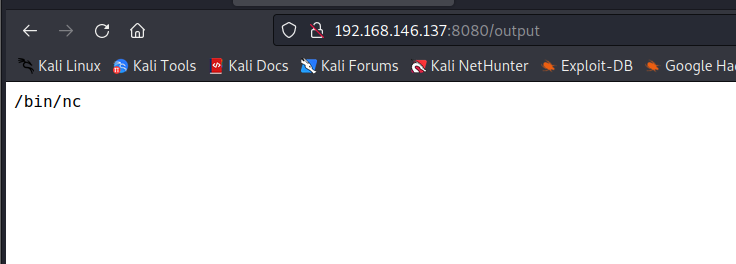 192.168.146.137:8080/output
Kali Linux Kali Tools Kali Docs Kali Forums Kali NetHunter Exploit-DB Google Ha
/bin/nc